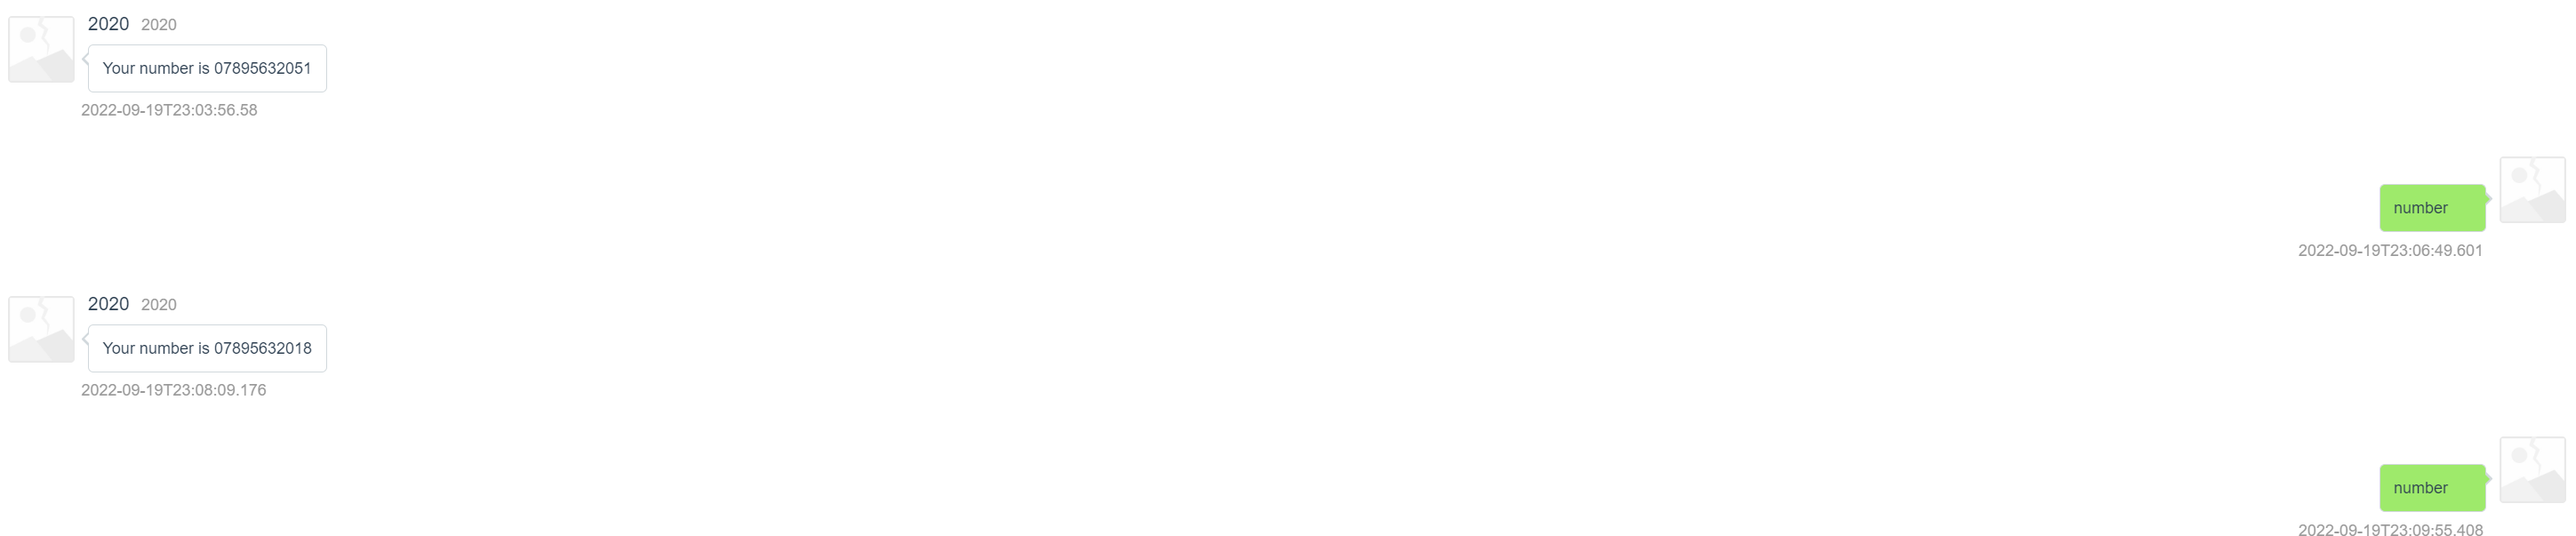 2020 2020
Your number is 07895632051
2022-09-19T23:03:56.58
number
2022-09-19T23:06:49.601
2020 2020
Your number is 07895632018
2022-09-19T23:08:09.176
number
2022-09-19T23:09:55.408